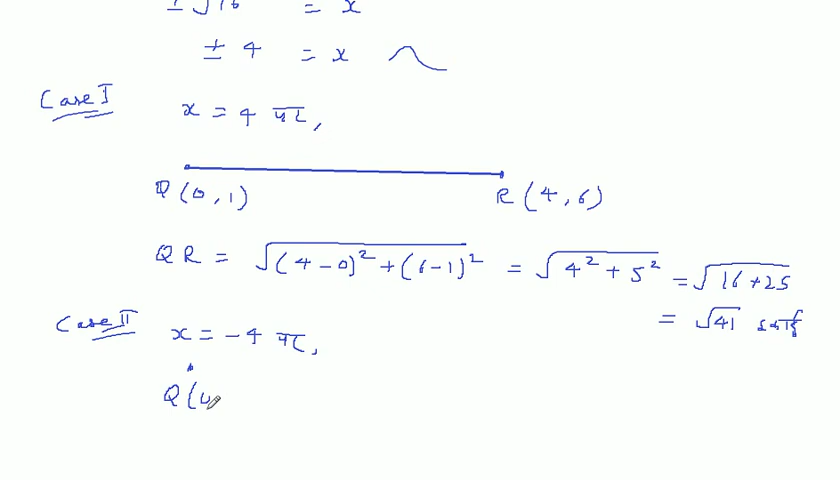 ± √16 = x
± 4 = x
Case I
x = 4 पर,
Q (0, 1) R (4, 6)
QR = √(4 - 0)² + (6 - 1)² = √4² + 5² = √16 + 25
= √41 इकाई
Case II x = - 4 पर,
Q (